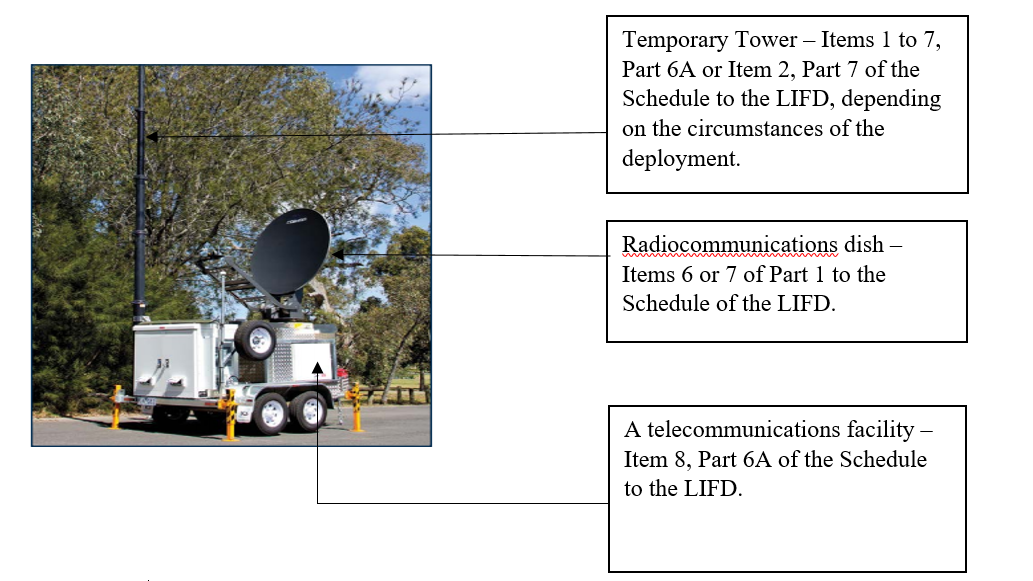 Temporary Tower – Items 1 to 7,
Part 6A or Item 2, Part 7 of the
Schedule to the LIFD, depending
on the circumstances of the
deployment.
Radiocommunications dish –
Items 6 or 7 of Part 1 to the
Schedule of the LIFD.
A telecommunications facility –
Item 8, Part 6A of the Schedule
to the LIFD.